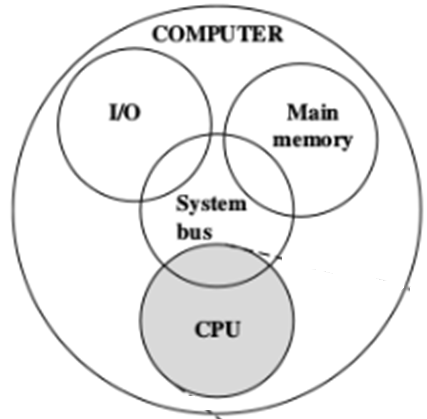 COMPUTER
I/O
Main
memory
System
bus
CPU